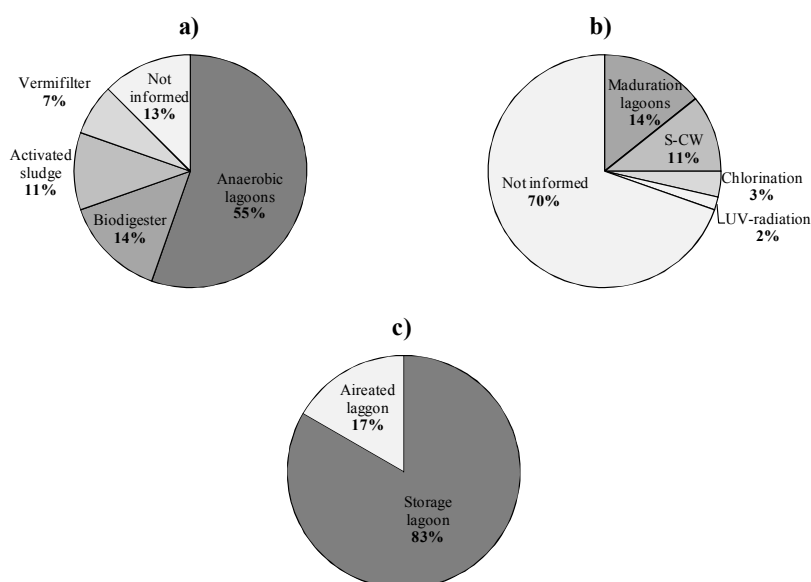 a)
Vermifilter
7%
Not
informed
13%
Activated
sludge
11%
Anaerobic
lagoons
55%
Biodigester
14%
b)
Maduration
lagoons
14%
S-CW
11%
Chlorination
3%
Not informed
70%
UV-radiation
2%
c)
Aireated
laggon
17%
Storage
lagoon
83%